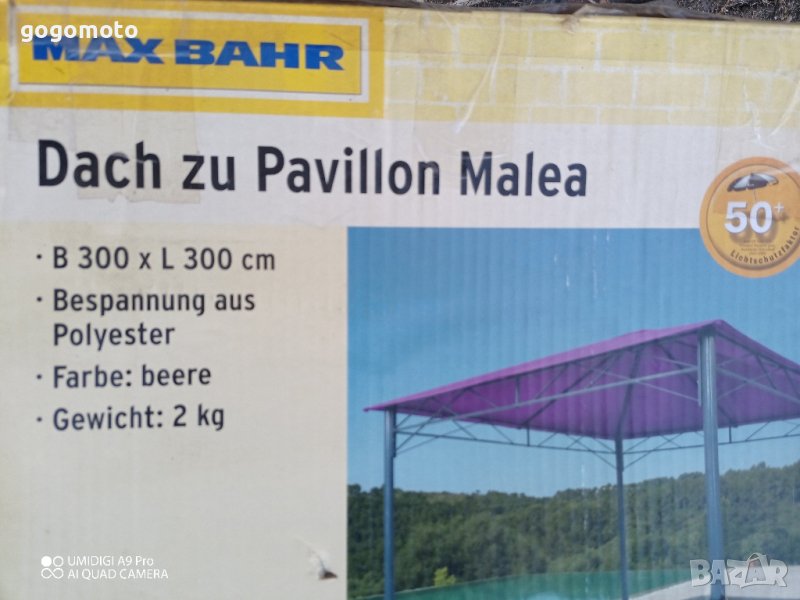 gogomoto
MAX BAHR
Dach zu Pavillon Malea
50+
Lichtschutzfaktor
· B 300 x L 300 cm
· Bespannung aus
Polyester
· Farbe: beere
· Gewicht: 2 kg
UMIDIGI A9 Pro
AI QUAD CAMERA
BAZAR